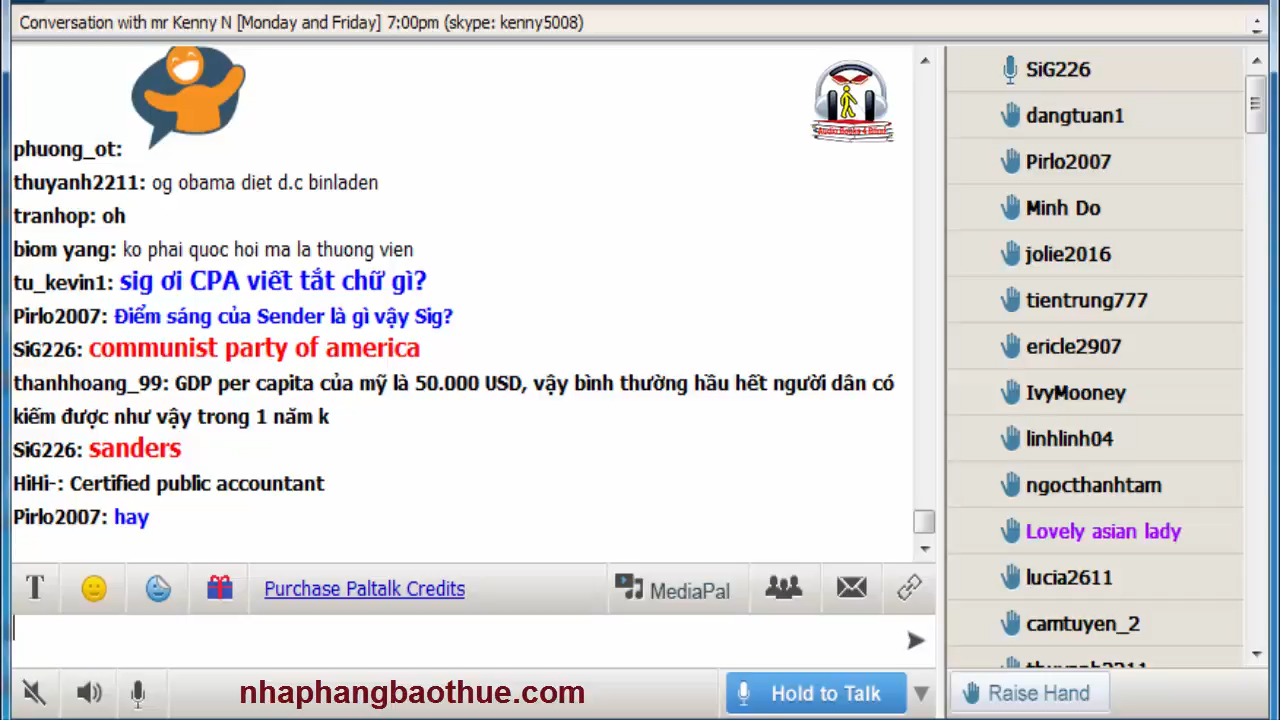 Conversation with mr Kenny N [Monday and Friday] 7:00pm (skype: kenny5008)
Audio Books 4 Blind
phuong_ot:
thuyanh2211: og obama diet d.c binladen
tranhop: oh
biom yang: ko phai quoc hoi ma la thuong vien
tu_kevin1: sig ơi CPA viết tắt chữ gì?
Pirlo2007: Điểm sáng của Sender là gì vậy Sig?
SiG226: communist party of america
thanhhoang_99: GDP per capita của mỹ là 50.000 USD, vậy bình thường hầu hết người dân có
kiếm được như vậy trong 1 năm k
SiG226: sanders
HiHi-: Certified public accountant
Pirlo2007: hay
T
Purchase Paltalk Credits
MediaPal
nhaphangbaothue.com
Hold to Talk
SiG226
dangtuan1
Pirlo2007
Minh Do
jolie2016
tientrung777
ericle2907
IvyMooney
linhlinh04
ngocthanhtam
Lovely asian lady
lucia2611
camtuyen_2
thuyanh2211
Raise Hand